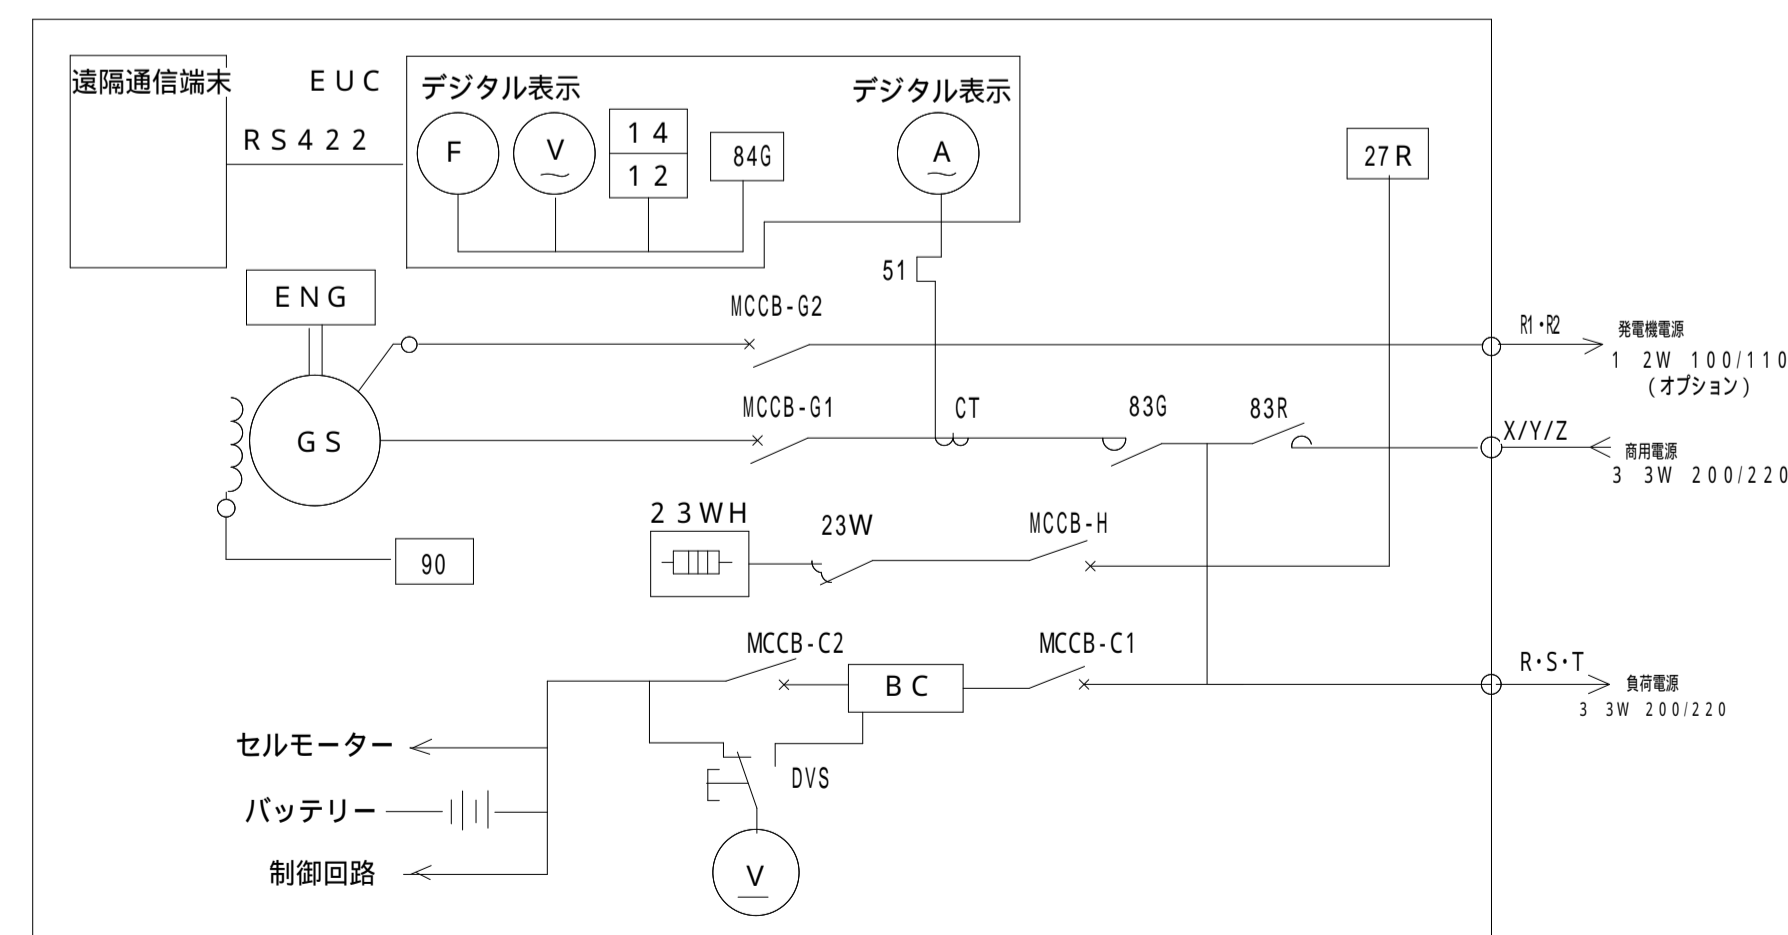 遠隔通信端末
ＥＵＣ
デジタル表示
デジタル表示
ＲＳ４２２
Ｆ
Ｖ
１４
１２
84G
Ａ
27Ｒ
51
ＥＮＧ
MCCB-G2
R1・R2
発電機電源
１ ２Ｗ １００/１１０
(オプション)
ＧＳ
MCCB-G1
CT
83G
83R
X/Y/Z
商用電源
３ ３Ｗ ２００/２２０
２３ＷＨ
23Ｗ
MCCB-H
90
MCCB-C2
ＢＣ
MCCB-C1
Ｒ・Ｓ・Ｔ
負荷電源
３ ３Ｗ ２００/２２０
セルモーター
DVS
バッテリー
Ｖ
制御回路